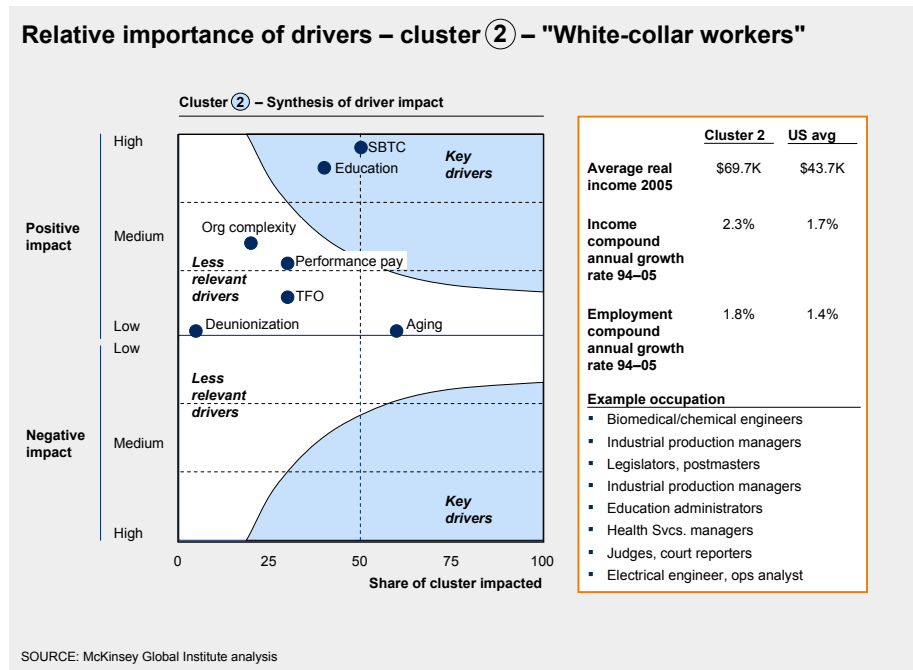 Relative importance of drivers – cluster 2 – "White-collar workers"
Cluster 2 – Synthesis of driver impact
High
SBTC
Education
Key
drivers
Positive
impact
Medium
Org complexity
Performance pay
Less
relevant
drivers
TFO
Low
Deunionization
Aging
Low
Less
relevant
drivers
Negative
impact
Medium
Key
drivers
High
0 25 50 75 100
Share of cluster impacted
Cluster 2 US avg
Average real
income 2005
$69.7K $43.7K
Income
compound
annual growth
rate 94–05
2.3% 1.7%
Employment
compound
annual growth
rate 94–05
1.8% 1.4%
Example occupation
▪ Biomedical/chemical engineers
▪ Industrial production managers
▪ Legislators, postmasters
▪ Industrial production managers
▪ Education administrators
▪ Health Svcs. managers
▪ Judges, court reporters
▪ Electrical engineer, ops analyst
SOURCE: McKinsey Global Institute analysis